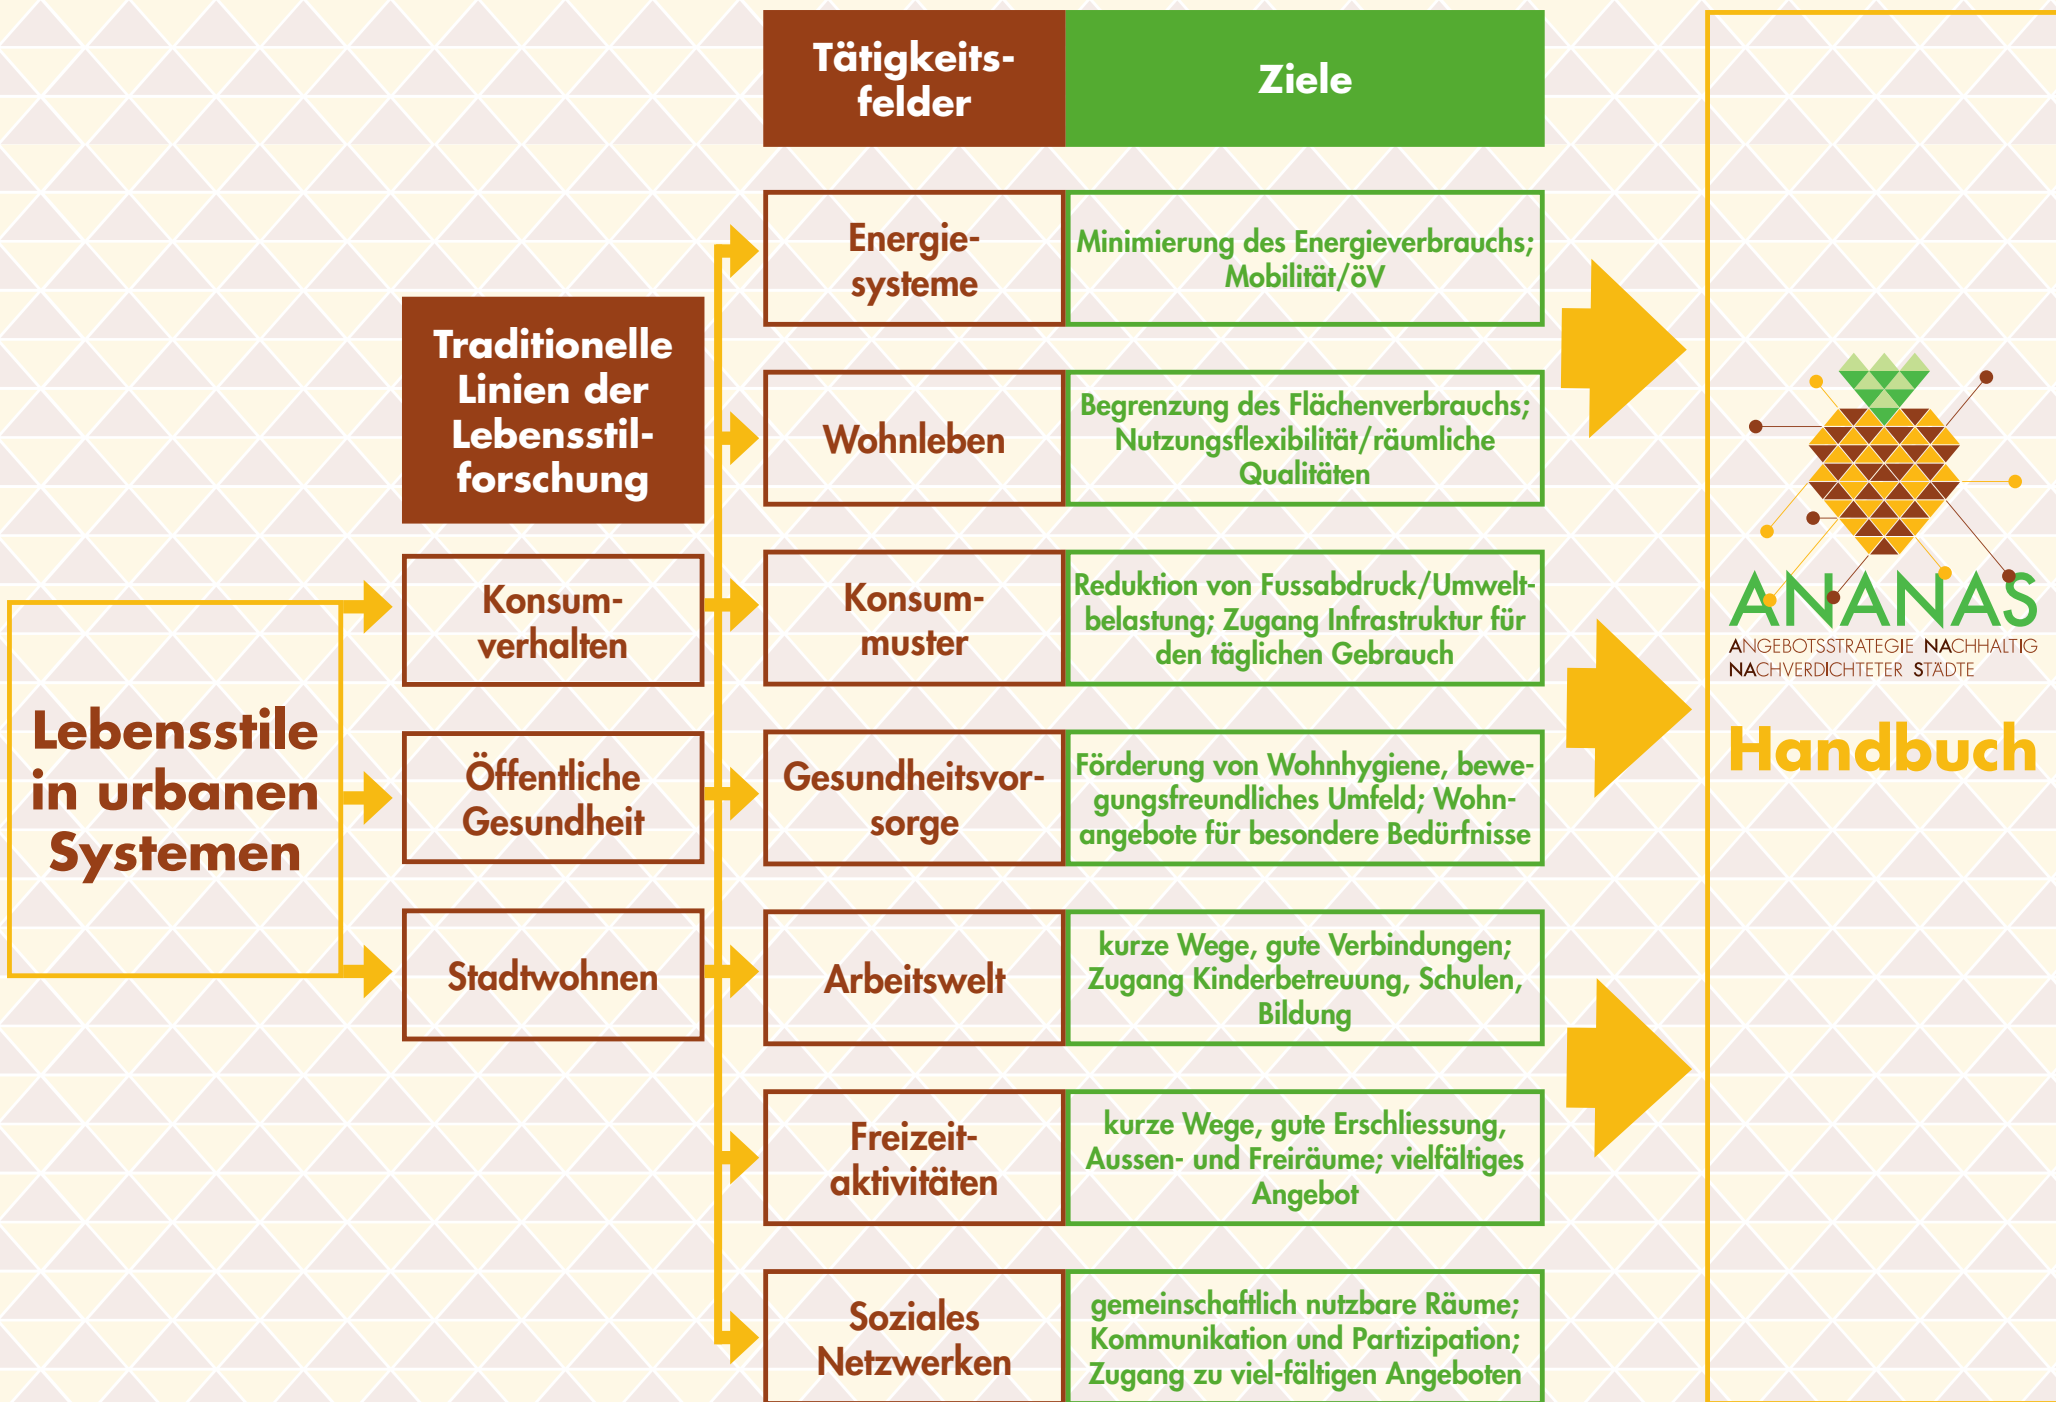 Tätigkeits-
felder
Ziele
Lebensstile
in urbanen
Systemen
Traditionelle
Linien der
Lebensstil-
forschung
Konsum-
verhalten
Öffentliche
Gesundheit
Stadtwohnen
Energie-
systeme
Minimierung des Energieverbrauchs;
Mobilität/öV
Wohnleben
Begrenzung des Flächenverbrauchs;
Nutzungsflexibilität/räumliche
Qualitäten
Konsum-
muster
Reduktion von Fussabdruck/Umwelt-
belastung; Zugang Infrastruktur für
den täglichen Gebrauch
Gesundheitsvor-
sorge
Förderung von Wohnhygiene, bewe-
gungsfreundliches Umfeld; Wohn-
angebote für besondere Bedürfnisse
Arbeitswelt
kurze Wege, gute Verbindungen;
Zugang Kinderbetreuung, Schulen,
Bildung
Freizeit-
aktivitäten
kurze Wege, gute Erschliessung,
Aussen- und Freiräume; vielfältiges
Angebot
Soziales
Netzwerken
gemeinschaftlich nutzbare Räume;
Kommunikation und Partizipation;
Zugang zu viel-fältigen Angeboten
ANANAS
ANGEBOTSSTRATEGIE NACHHALTIG
NACHVERDICHTETER STÄDTE
Handbuch